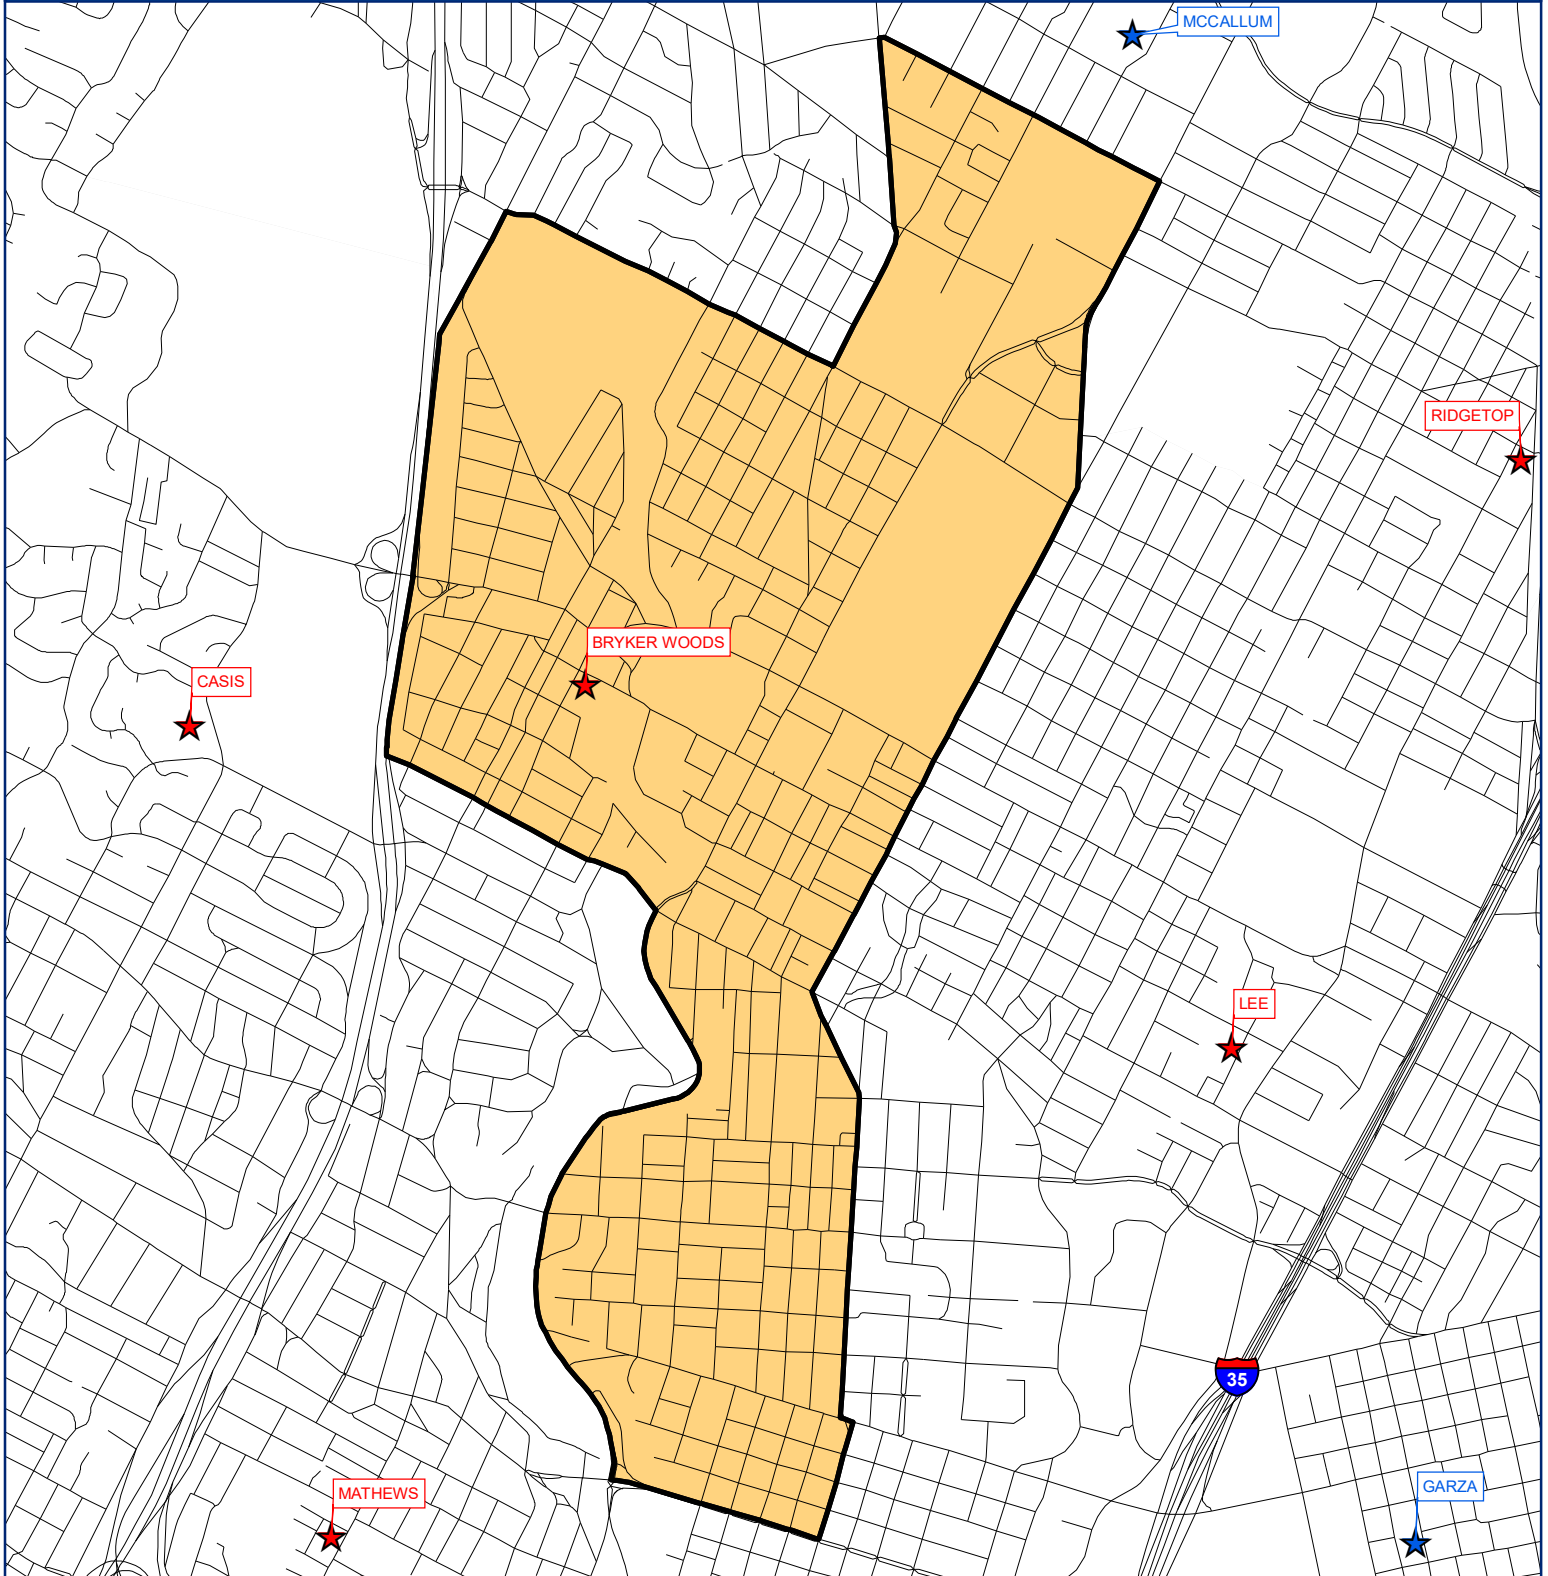 MCCALLUM
RIDGETOP
BRYKER WOODS
CASIS
LEE
35
GARZA
MATHEWS